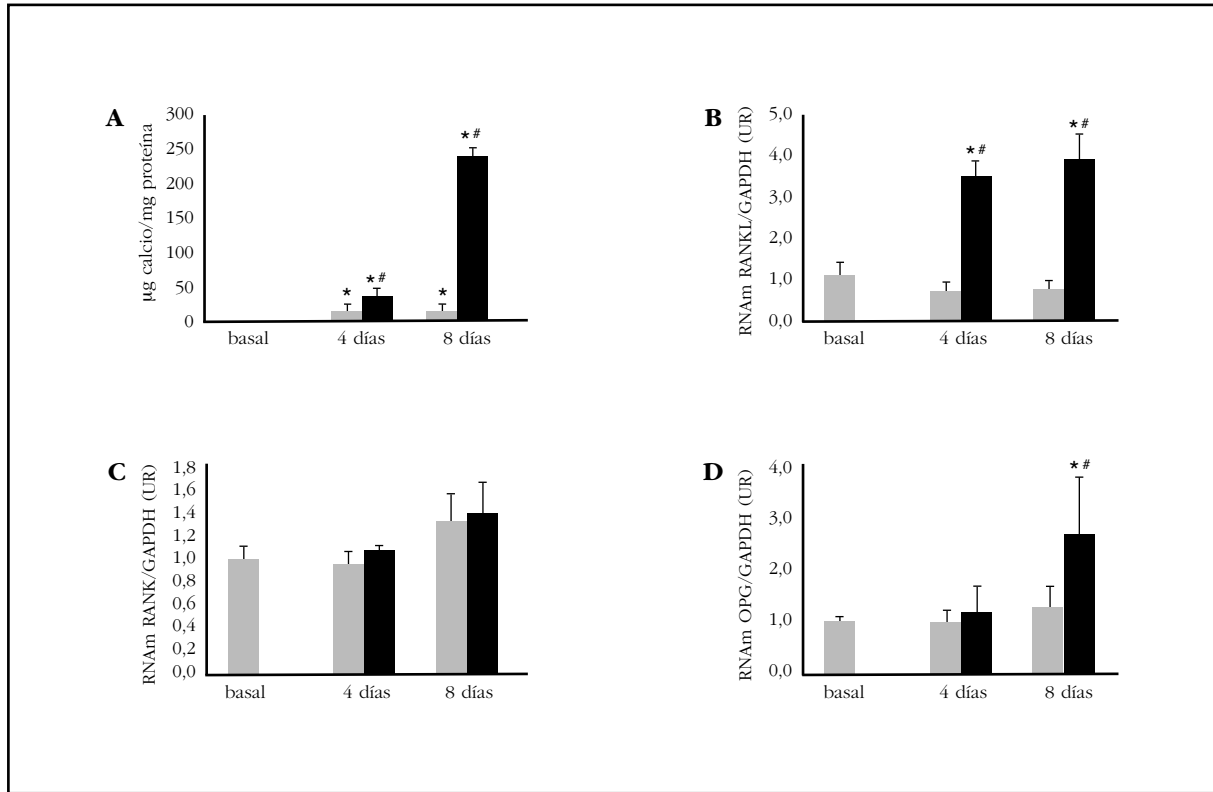 A
µg calcio/mg proteína
300
250
200
150
100
50
0
* *# * *#
basal 4 días 8 días
B
RNAm RANKL/GAPDH (UR)
5,0
4,0
3,0
2,0
1,0
0,0
*# *#
basal 4 días 8 días
C
RNAm RANK/GAPDH (UR)
1,8
1,6
1,4
1,2
1,0
0,8
0,6
0,4
0,2
0,0
basal 4 días 8 días
D
RNAm OPG/GAPDH (UR)
4,0
3,0
2,0
1,0
0,0
*#
basal 4 días 8 días